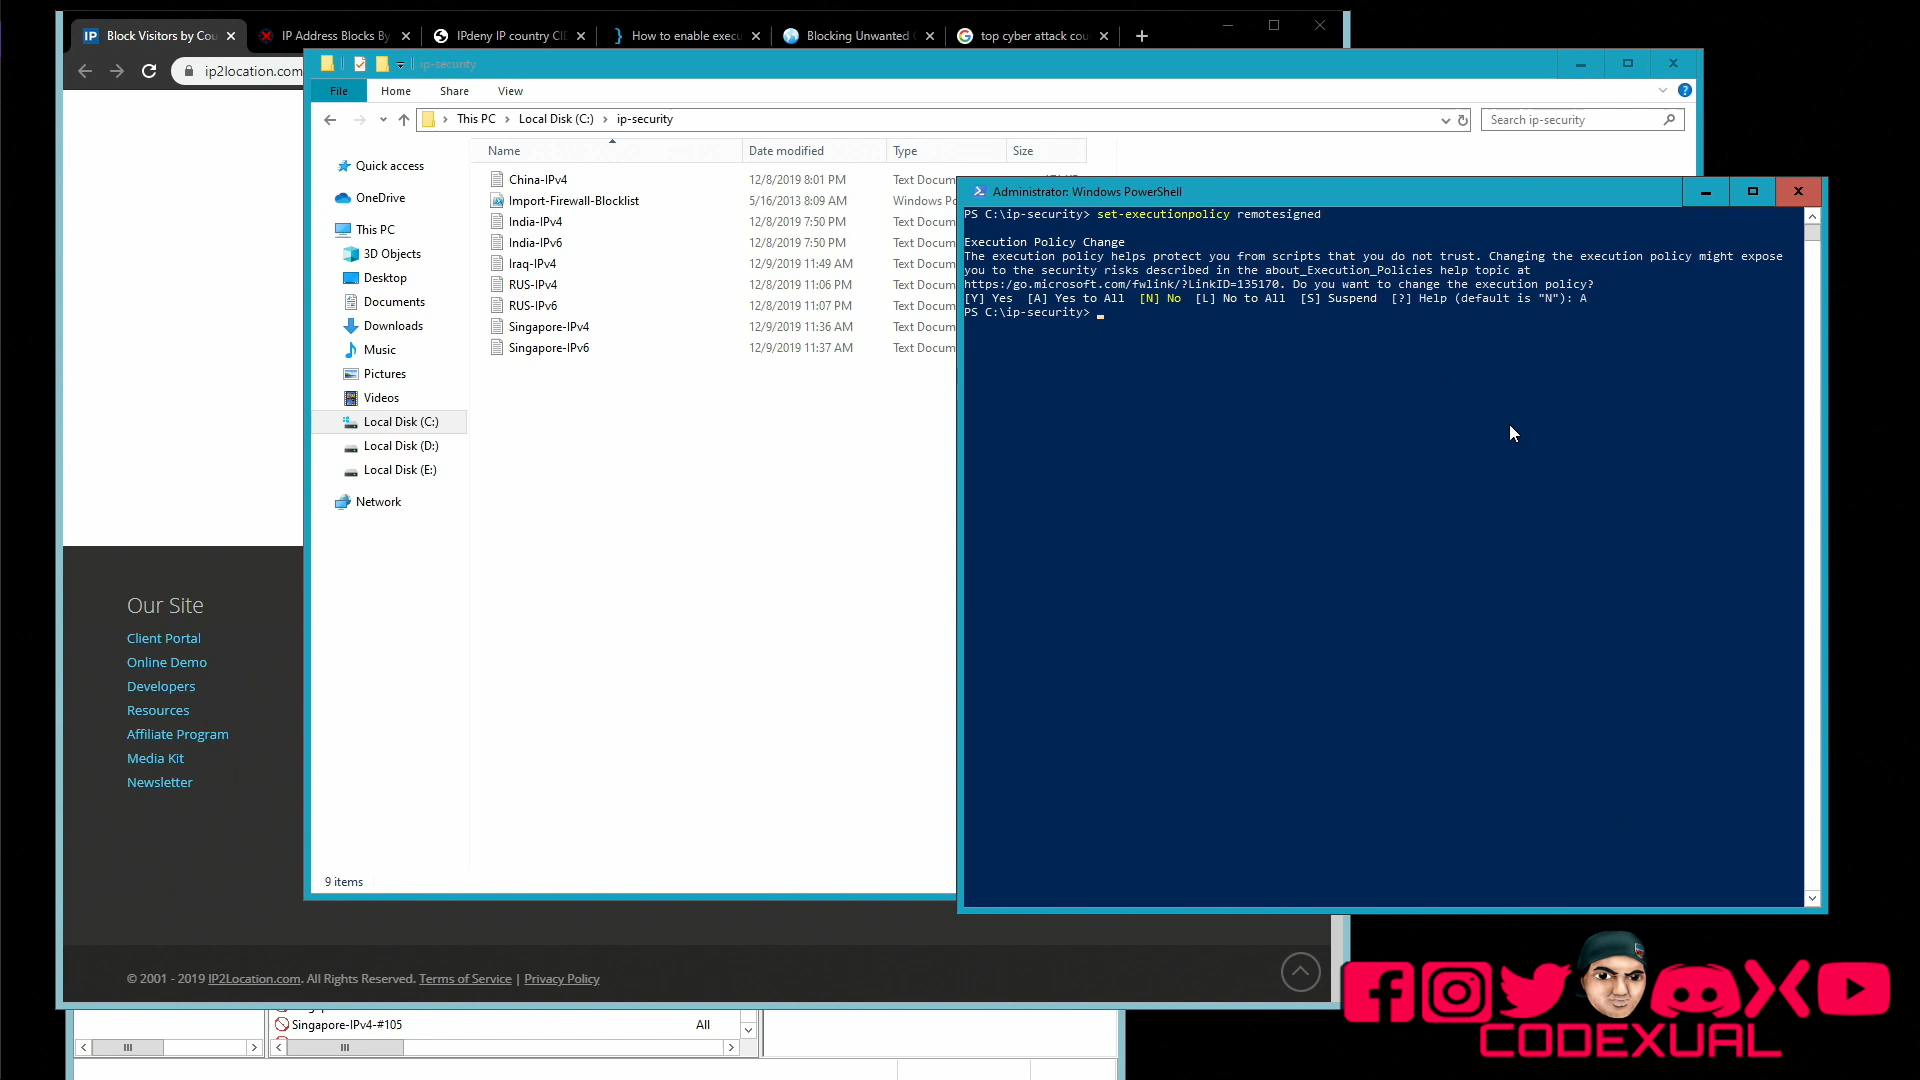 Block Visitors by Cou
IP Address Blocks By
IPdeny IP country CI
How to enable execu
Blocking Unwanted
top cyber attack cou
ip2location.com
ip-security
File
Home
Share
View
This PC
Local Disk (C:)
ip-security
Search ip-security
Name
Date modified
Type
Size
Quick access
OneDrive
This PC
3D Objects
Desktop
Documents
Downloads
Music
Pictures
Videos
Local Disk (C:)
Local Disk (D:)
Local Disk (E:)
Network
China-IPv4 12/8/2019 8:01 PM Text Docum
Import-Firewall-Blocklist 5/16/2013 8:09 AM Windows Po
India-IPv4 12/8/2019 7:50 PM Text Docum
India-IPv6 12/8/2019 7:50 PM Text Docum
Iraq-IPv4 12/9/2019 11:49 AM Text Docum
RUS-IPv4 12/8/2019 11:06 PM Text Docum
RUS-IPv6 12/8/2019 11:07 PM Text Docum
Singapore-IPv4 12/9/2019 11:36 AM Text Docum
Singapore-IPv6 12/9/2019 11:37 AM Text Docum
9 items
Administrator: Windows PowerShell
PS C:\ip-security> set-executionpolicy remotesigned
Execution Policy Change
The execution policy helps protect you from scripts that you do not trust. Changing the execution policy might expose
you to the security risks described in the about_Execution_Policies help topic at
https:/go.microsoft.com/fwlink/?LinkID=135170. Do you want to change the execution policy?
[Y] Yes [A] Yes to All [N] No [L] No to All [S] Suspend [?] Help (default is "N"): A
PS C:\ip-security>
Our Site
Client Portal
Online Demo
Developers
Resources
Affiliate Program
Media Kit
Newsletter
© 2001 - 2019 IP2Location.com. All Rights Reserved. Terms of Service | Privacy Policy
Singapore-IPv4-#105 All
CODEXUAL